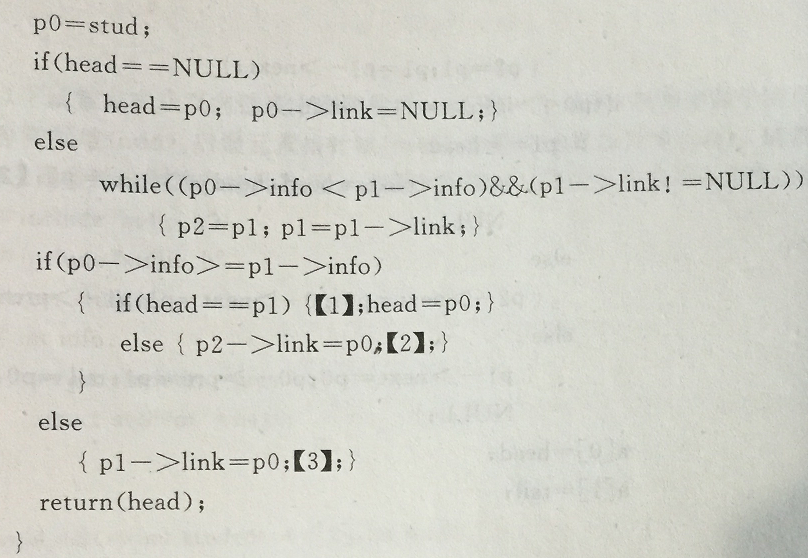 p0=stud;
if(head==NULL)
{ head=p0; p0->link=NULL;}
else
while((p0->info<p1->info)&&(p1->link!=NULL))
{ p2=p1; p1=p1->link;}
if(p0->info>=p1->info)
{ if(head==p1) {【1】;head=p0;}
else { p2->link=p0;【2】;}
}
else
{ p1->link=p0;【3】;}
return(head);
}